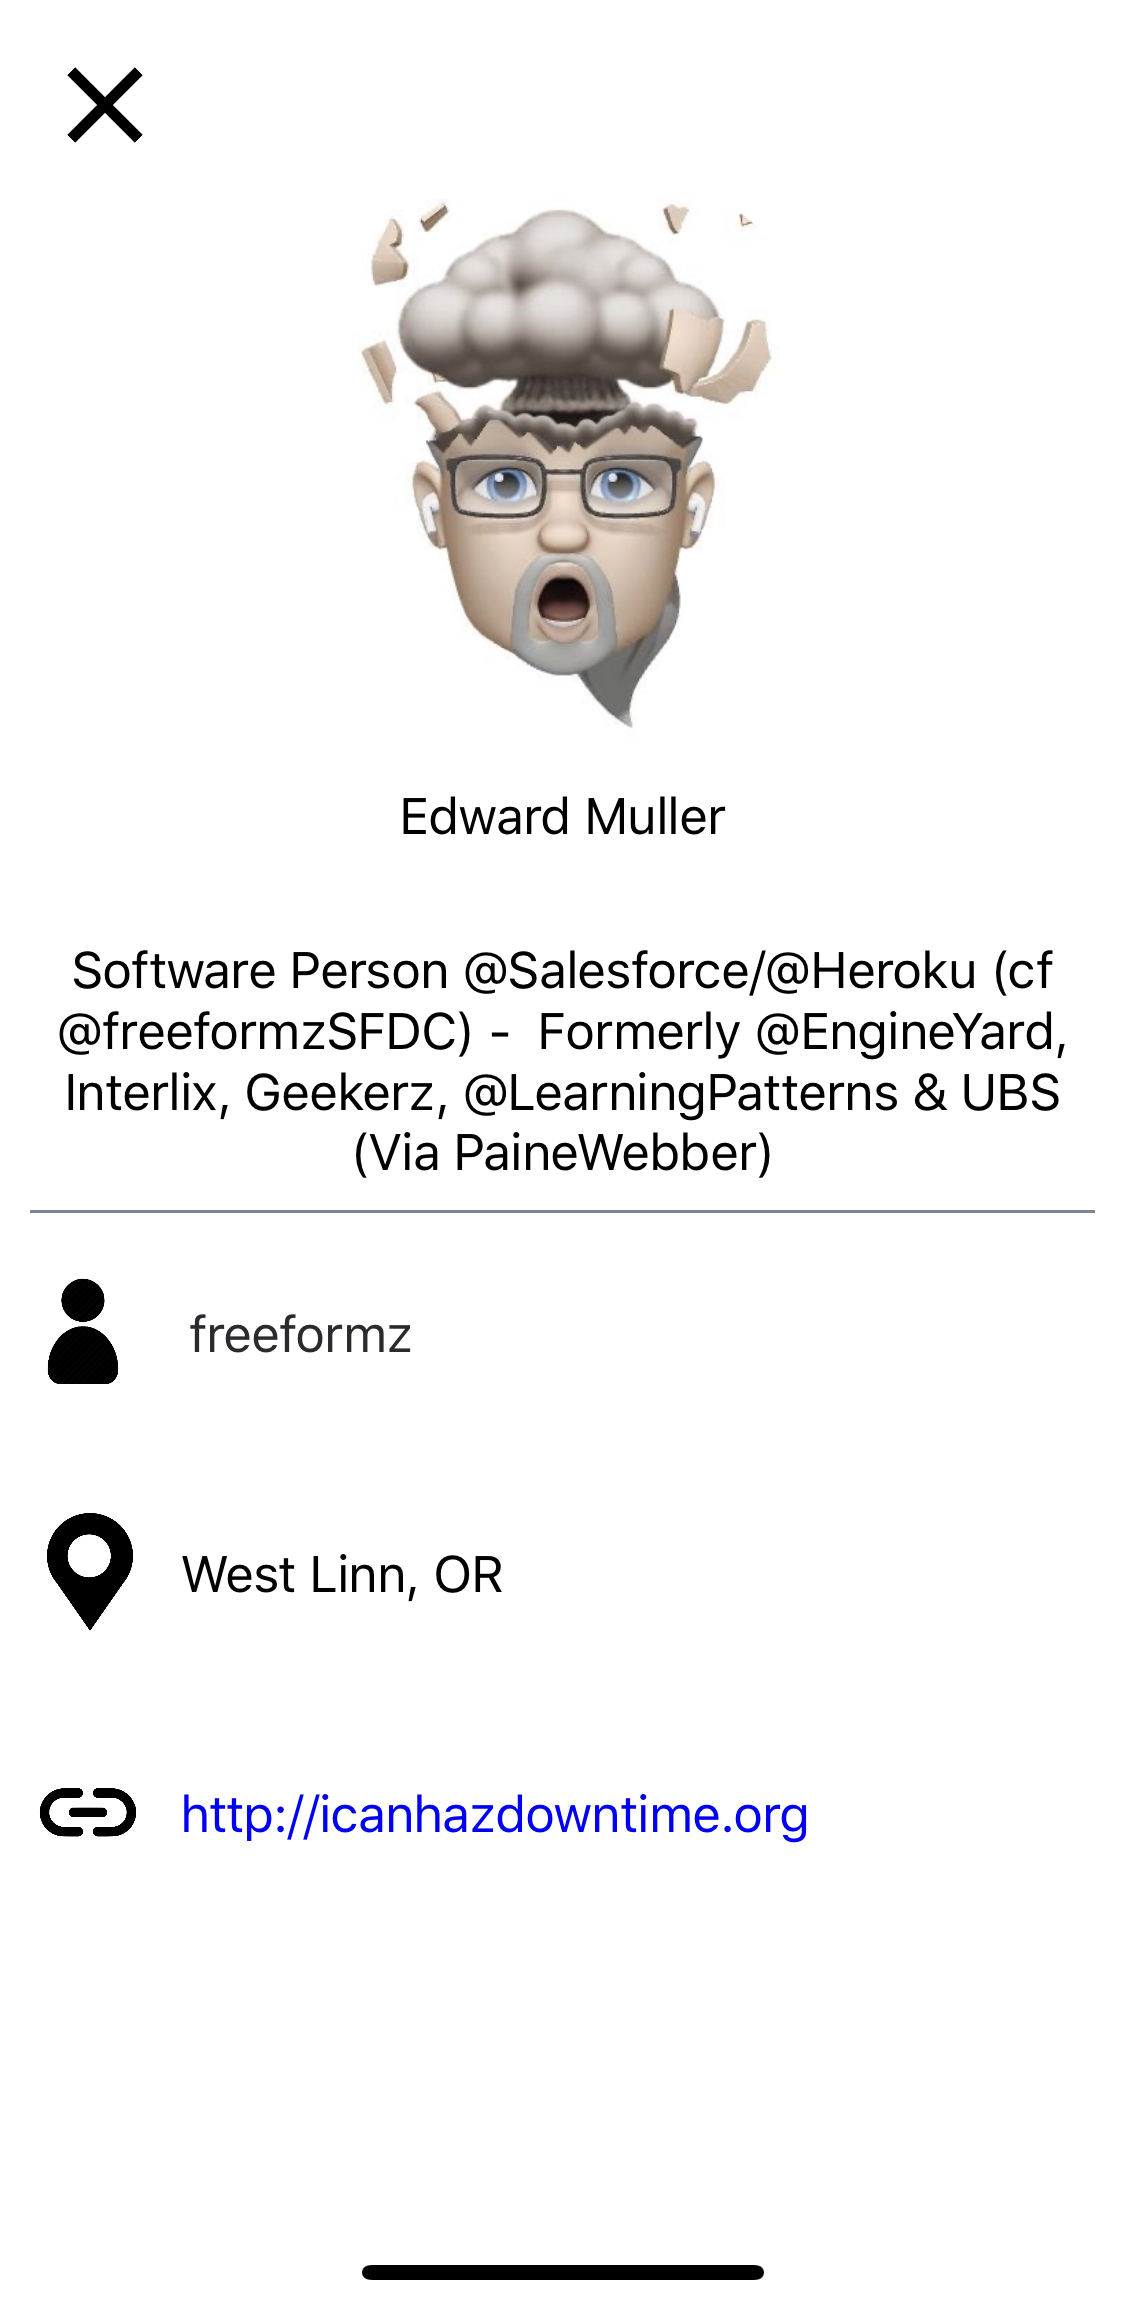 Edward Muller
Software Person @Salesforce/@Heroku (cf
@freeformzSFDC) -  Formerly @EngineYard,
Interlix, Geekerz, @LearningPatterns & UBS
(Via PaineWebber)
freeformz
West Linn, OR
http://icanhazdowntime.org